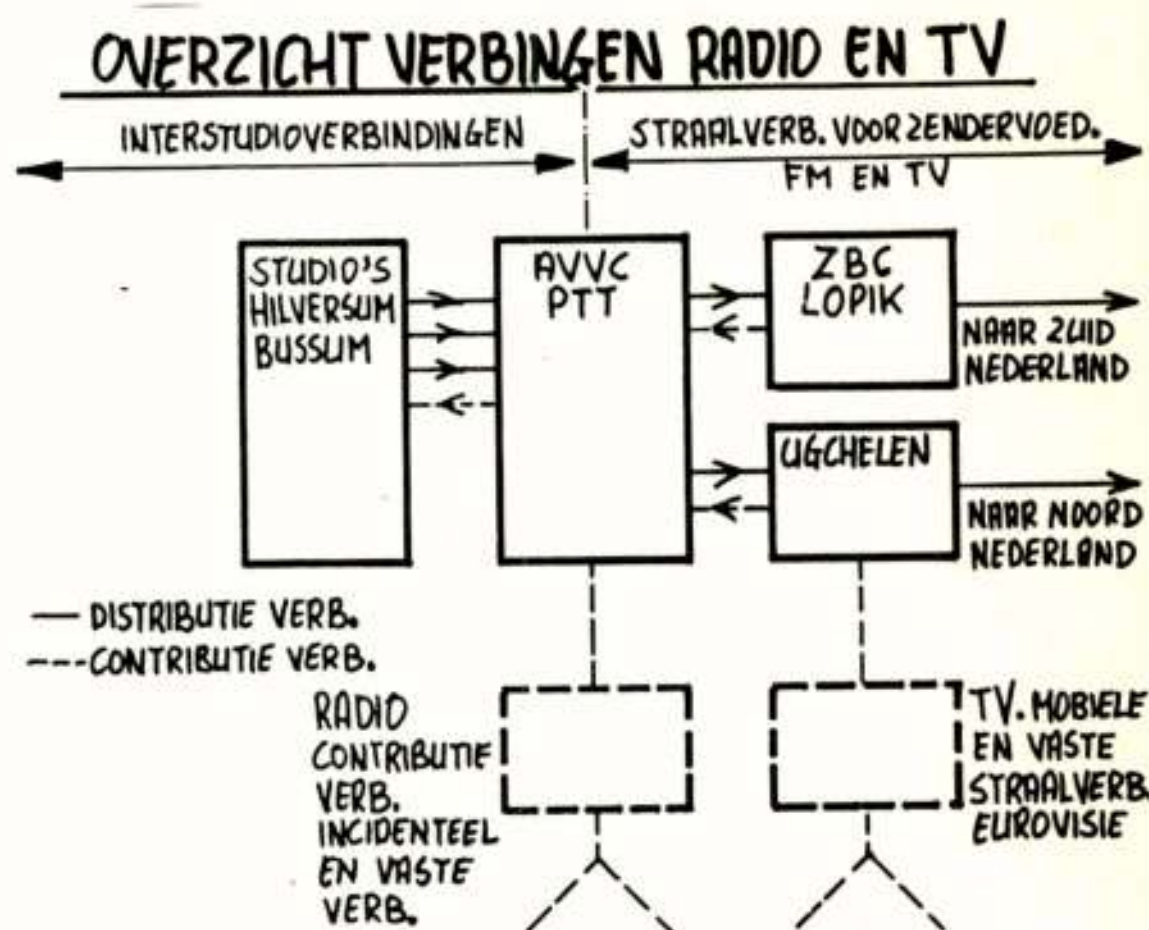 OVERZICHT VERBINGEN RADIO EN TV
INTERSTUDIOVERBINDINGEN
STRAALVERB. VOOR ZENDERVOED.
FM EN TV
STUDIO'S
HILVERSUM
BUSSUM
AVVC
PTT
ZBC
LOPIK
NAAR ZUID
NEDERLAND
UGCHELEN
NAAR NOORD
NEDERLAND
— DISTRIBUTIE VERB.
---CONTRIBUTIE VERB.
RADIO
CONTRIBUTIE
VERB.
INCIDENTEEL
EN VASTE
VERB.
TV. MOBIELE
EN VASTE
STRAALVERB.
EUROVISIE